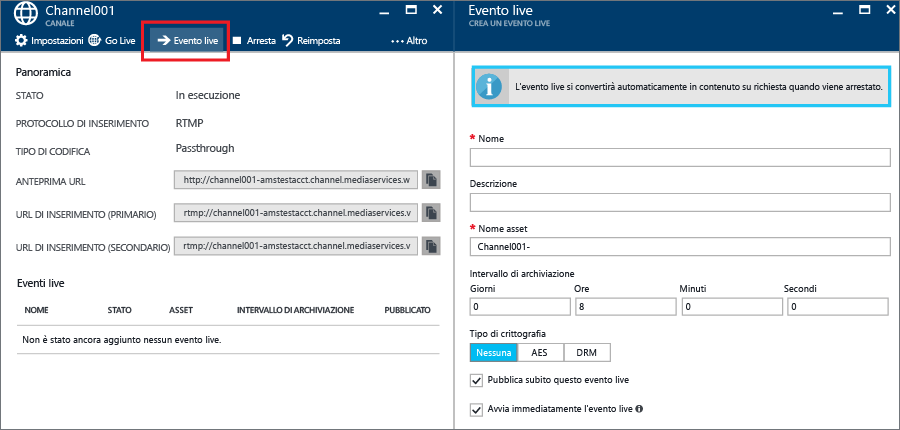 Channel001
CANALE
Impostazioni Go Live Evento live Arresta Reimposta ... Altro
Panoramica
STATO In esecuzione
PROTOCOLLO DI INSERIMENTO RTMP
TIPO DI CODIFICA Passthrough
ANTEPRIMA URL http://channel001-amstestacct.channel.mediaservices.w
URL DI INSERIMENTO (PRIMARIO) rtmp://channel001-amstestacct.channel.mediaservices.v
URL DI INSERIMENTO (SECONDARIO) rtmp://channel001-amstestacct.channel.mediaservices.v
Eventi live
NOME STATO ASSET INTERVALLO DI ARCHIVIAZIONE PUBBLICATO
Non è stato ancora aggiunto nessun evento live.
Evento live
CREA UN EVENTO LIVE
L'evento live si convertirà automaticamente in contenuto su richiesta quando viene arrestato.
* Nome
Descrizione
* Nome asset
Channel001-
Intervallo di archiviazione
Giorni Ore Minuti Secondi
0 8 0 0
Tipo di crittografia
Nessuna AES DRM
Pubblica subito questo evento live
Avvia immediatamente l'evento live